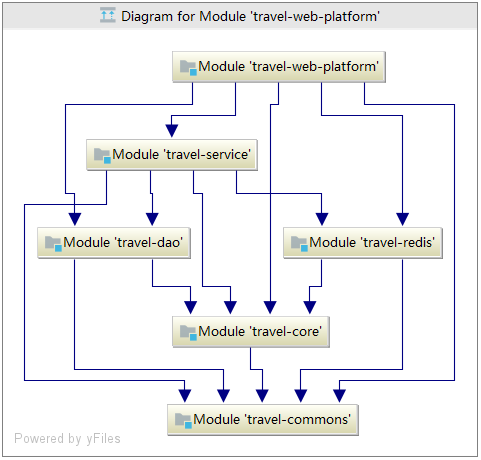 Diagram for Module 'travel-web-platform'
Module 'travel-web-platform'
Module 'travel-service'
Module 'travel-dao'
Module 'travel-redis'
Module 'travel-core'
Module 'travel-commons'
Powered by yFiles